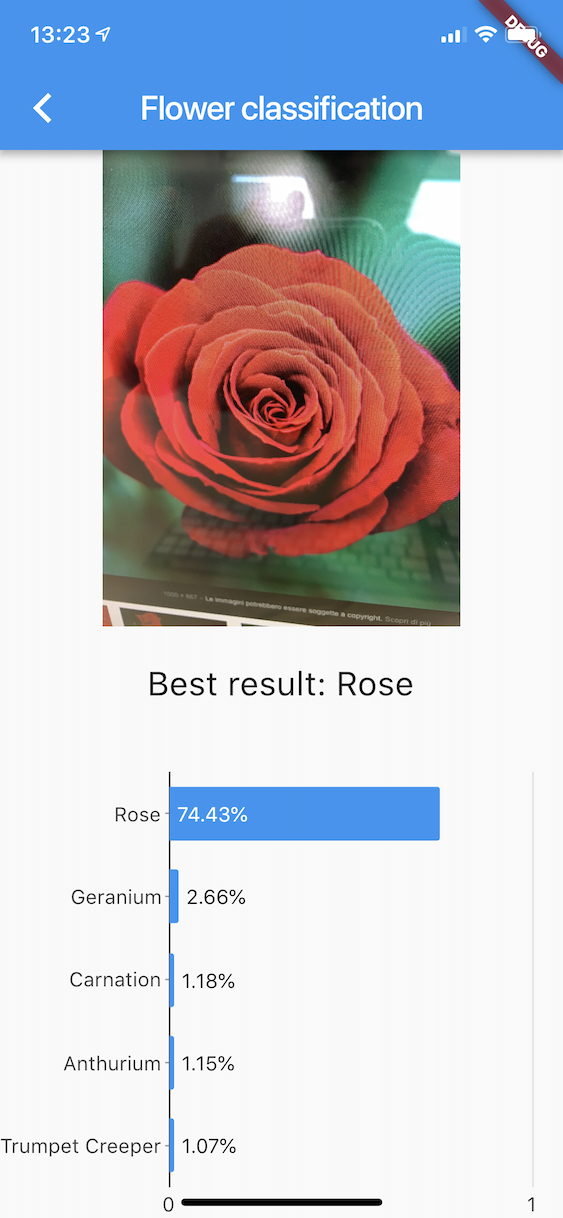 13:23
DEBUG
Flower classification
1000 × 667 - Le immagini potrebbero essere soggette a copyright. Scopri di più
Best result: Rose
Rose 74.43%
Geranium 2.66%
Carnation 1.18%
Anthurium 1.15%
Trumpet Creeper 1.07%
0 1